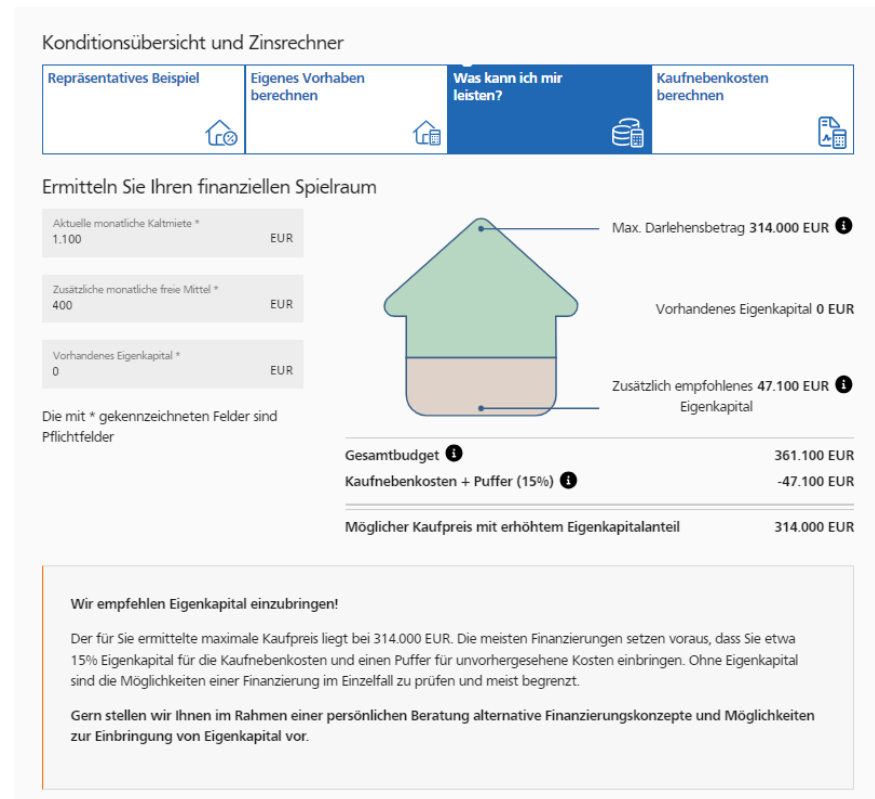 Konditionsübersicht und Zinsrechner
Repräsentatives Beispiel
Eigenes Vorhaben
berechnen
Was kann ich mir
leisten?
Kaufnebenkosten
berechnen
Ermitteln Sie Ihren finanziellen Spielraum
Aktuelle monatliche Kaltmiete *
1.100 EUR
Zusätzliche monatliche freie Mittel *
400 EUR
Vorhandenes Eigenkapital *
0 EUR
Die mit * gekennzeichneten Felder sind
Pflichtfelder
Max. Darlehensbetrag 314.000 EUR
Vorhandenes Eigenkapital 0 EUR
Zusätzlich empfohlenes 47.100 EUR
Eigenkapital
Gesamtbudget 361.100 EUR
Kaufnebenkosten + Puffer (15%) -47.100 EUR
Möglicher Kaufpreis mit erhöhtem Eigenkapitalanteil 314.000 EUR
Wir empfehlen Eigenkapital einzubringen!
Der für Sie ermittelte maximale Kaufpreis liegt bei 314.000 EUR. Die meisten Finanzierungen setzen voraus, dass Sie etwa
15% Eigenkapital für die Kaufnebenkosten und einen Puffer für unvorhergesehene Kosten einbringen. Ohne Eigenkapital
sind die Möglichkeiten einer Finanzierung im Einzelfall zu prüfen und meist begrenzt.
Gern stellen wir Ihnen im Rahmen einer persönlichen Beratung alternative Finanzierungskonzepte und Möglichkeiten
zur Einbringung von Eigenkapital vor.